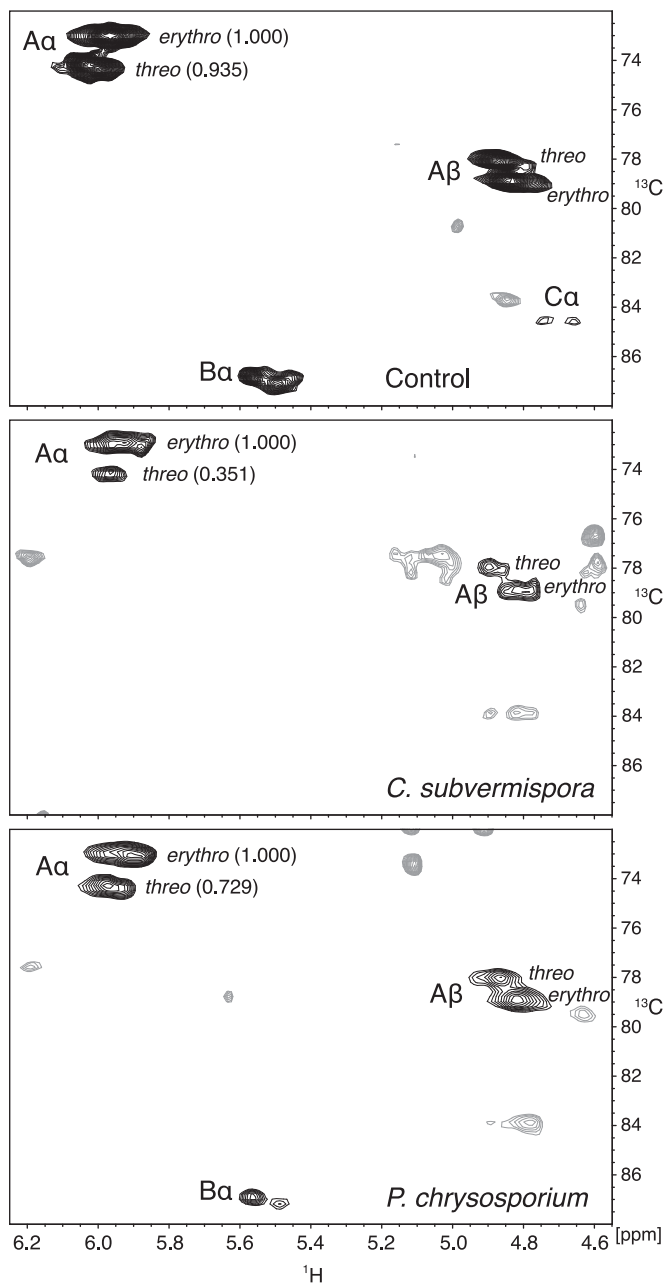 Aα erythro (1.000)
threo (0.935)
74
76
Aβ threo
erythro
78
¹³C
80
82
Cα
84
Bα
86
Control
Aα erythro (1.000)
threo (0.351)
74
76
threo
78
Aβ erythro
¹³C
80
82
84
86
C. subvermispora
Aα erythro (1.000)
threo (0.729)
74
76
threo
78
Aβ erythro
¹³C
80
82
84
Bα
86
P. chrysosporium
6.2 6.0 5.8 5.6 5.4 5.2 5.0 4.8 4.6 [ppm]
¹H